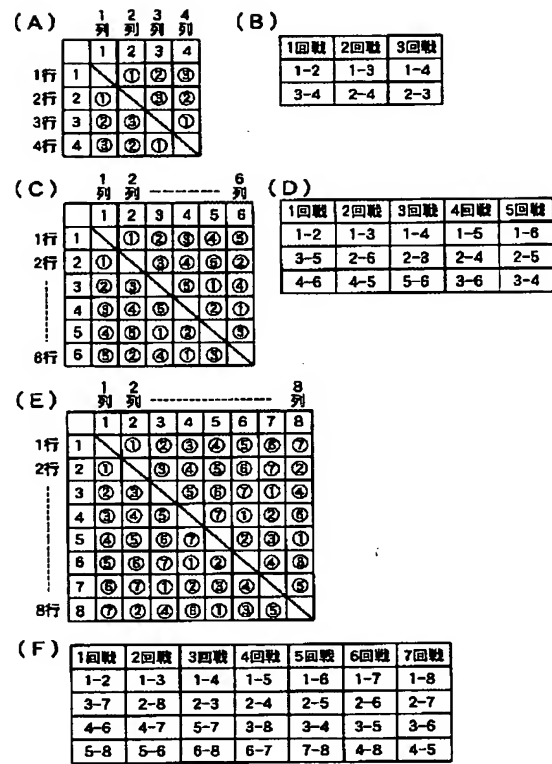 (A)
1列 2列 3列 4列
1 2 3 4
1行 1 ① ② ③
2行 2 ① ③ ②
3行 3 ② ③ ①
4行 4 ③ ② ①
(B)
1回戦 2回戦 3回戦
1-2 1-3 1-4
3-4 2-4 2-3
(C)
1列 2列 6列
1 2 3 4 5 6
1行 1 ① ② ③ ④ ⑤
2行 2 ① ③ ④ ⑤ ②
3 ② ③ ⑤ ① ④
4 ③ ④ ⑤ ② ①
5 ④ ⑤ ① ② ③
6行 6 ⑤ ② ④ ① ③
(D)
1回戦 2回戦 3回戦 4回戦 5回戦
1-2 1-3 1-4 1-5 1-6
3-5 2-6 2-3 2-4 2-5
4-6 4-5 5-6 3-6 3-4
(E)
1列 2列 8列
1 2 3 4 5 6 7 8
1行 1 ① ② ③ ④ ⑤ ⑥ ⑦
2行 2 ① ③ ④ ⑤ ⑥ ⑦ ②
3 ② ③ ⑤ ⑥ ⑦ ① ④
4 ③ ④ ⑤ ⑦ ① ② ⑥
5 ④ ⑤ ⑥ ⑦ ② ③ ①
6 ⑤ ⑥ ⑦ ① ② ④ ③
7 ⑥ ⑦ ① ② ③ ④ ⑤
8行 8 ⑦ ② ④ ⑥ ① ③ ⑤
(F)
1回戦 2回戦 3回戦 4回戦 5回戦 6回戦 7回戦
1-2 1-3 1-4 1-5 1-6 1-7 1-8
3-7 2-8 2-3 2-4 2-5 2-6 2-7
4-6 4-7 5-7 3-8 3-4 3-5 3-6
5-8 5-6 6-8 6-7 7-8 4-8 4-5